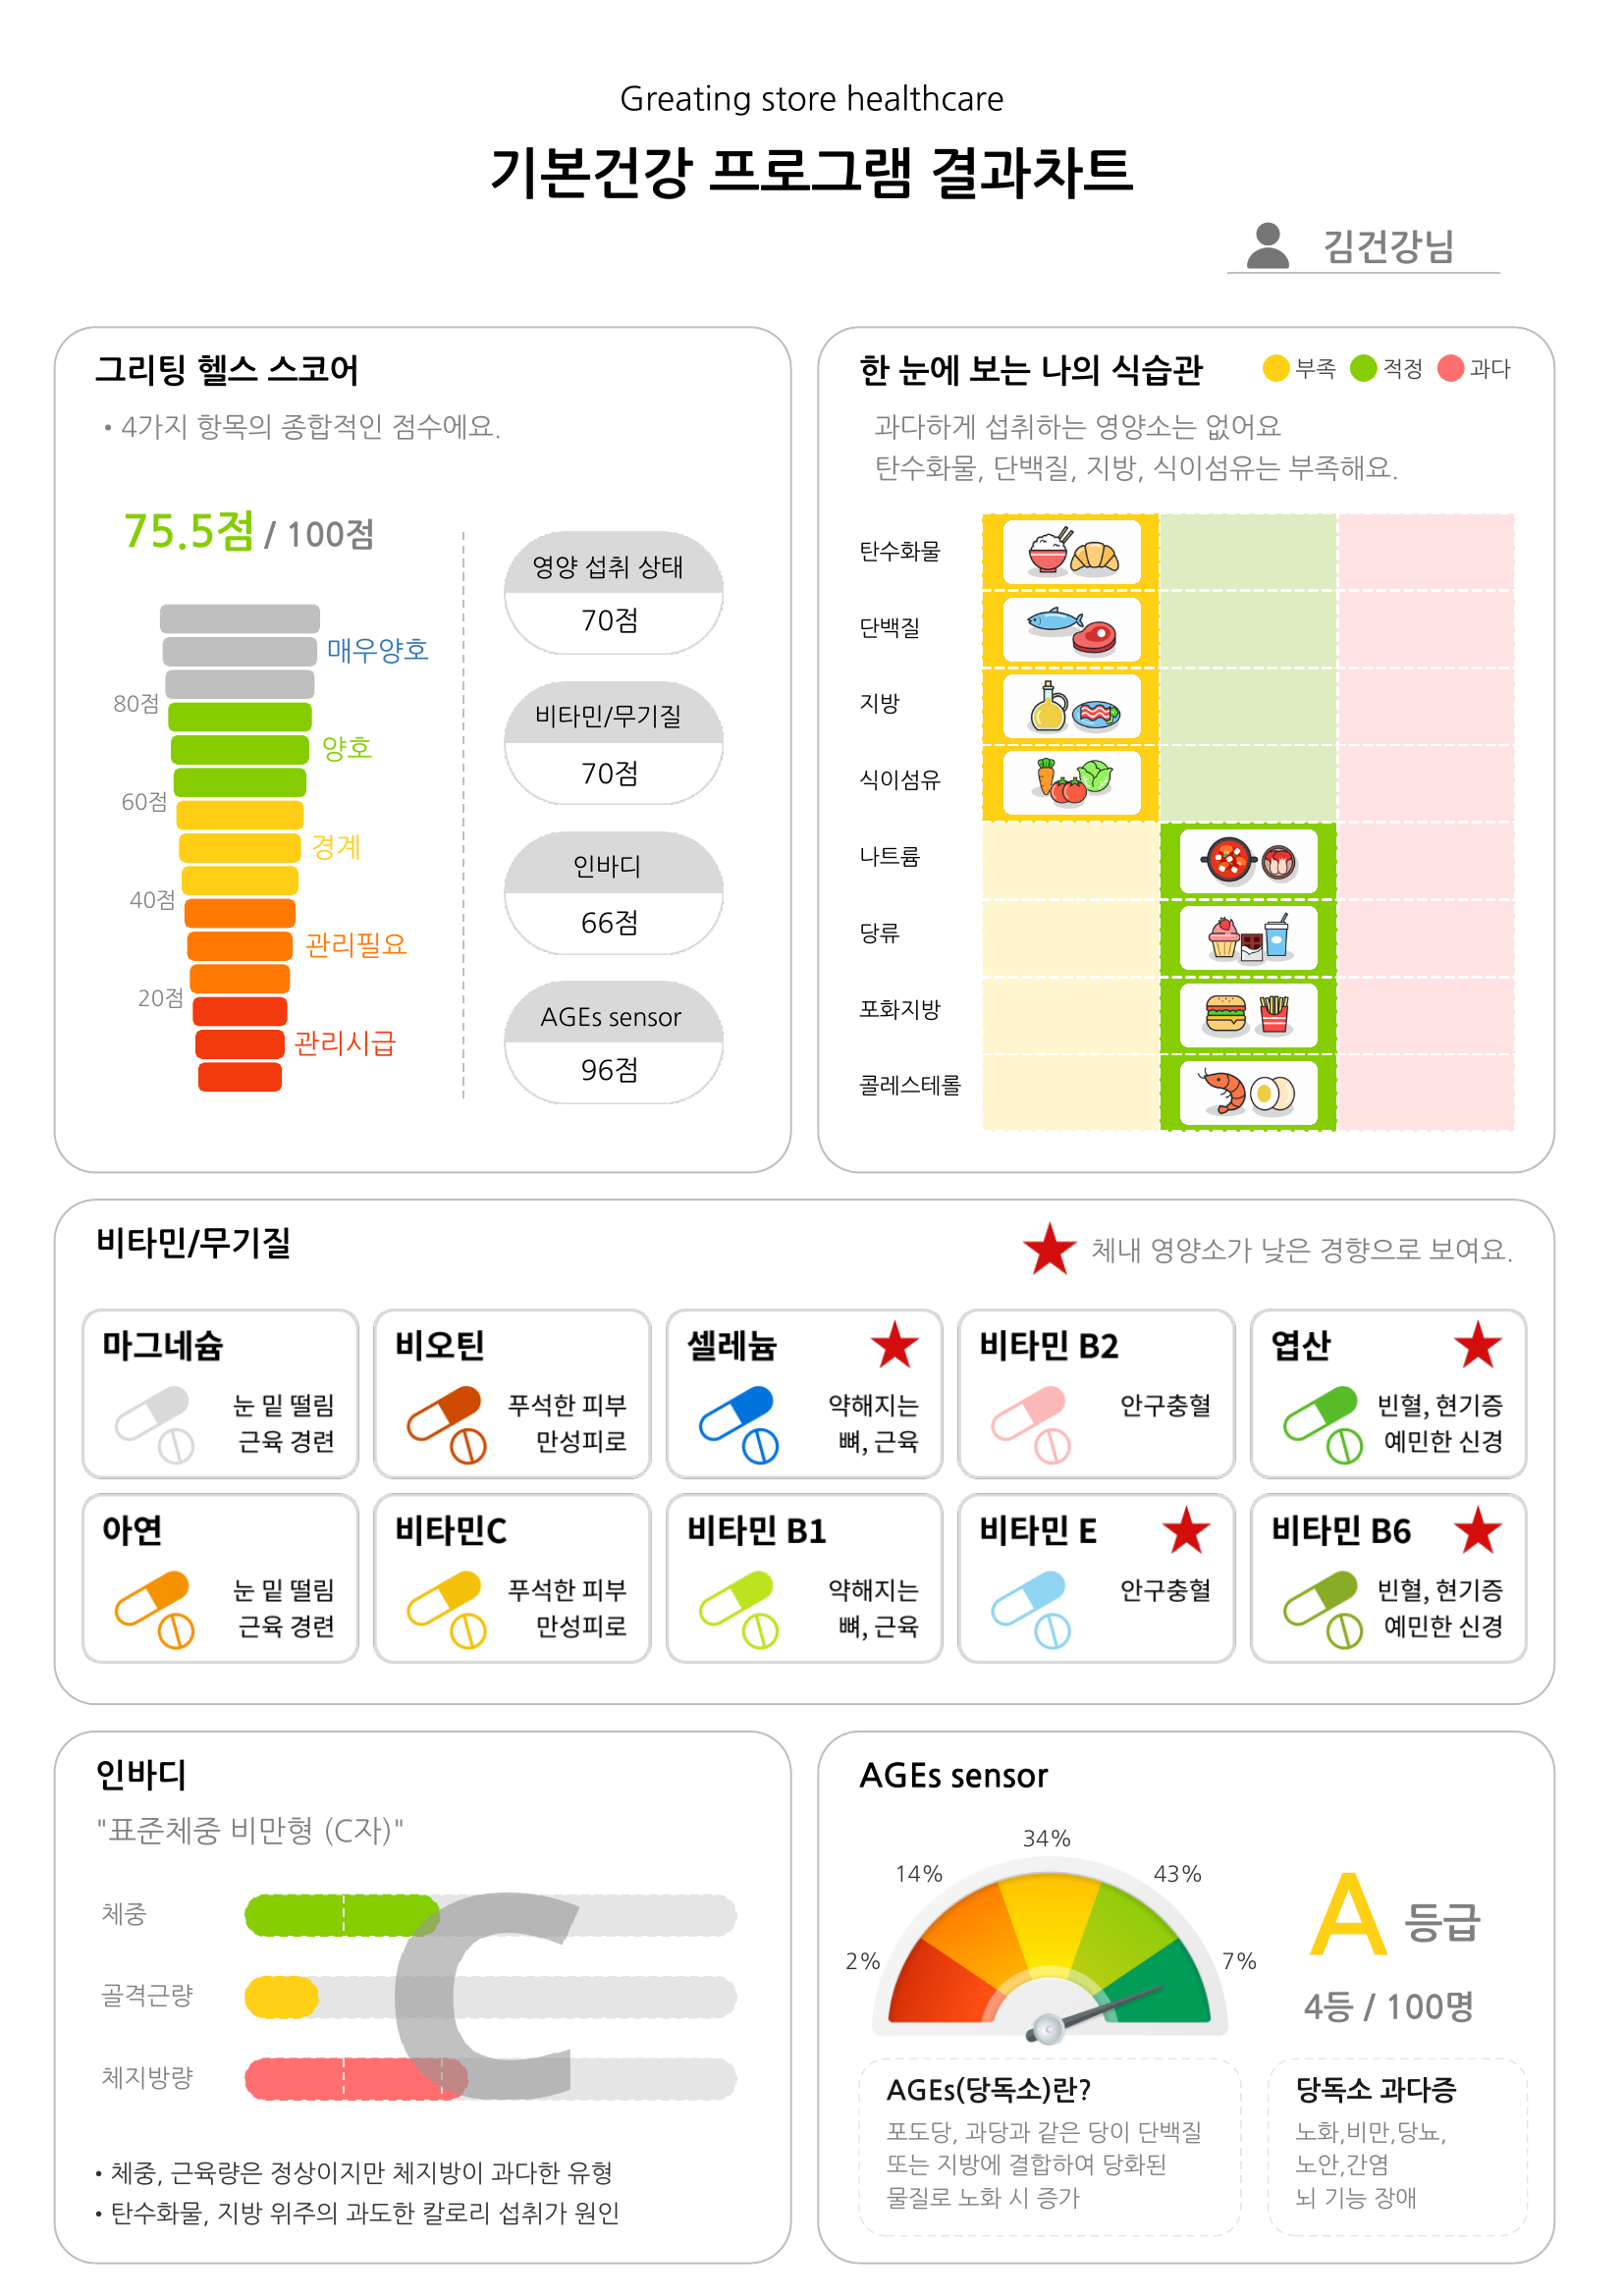 Greating store healthcare
기본건강 프로그램 결과차트
김건강님
그리팅 헬스 스코어
• 4가지 항목의 종합적인 점수에요.
75.5점 / 100점
매우양호
80점
양호
60점
경계
40점
관리필요
20점
관리시급
영양 섭취 상태
70점
비타민/무기질
70점
인바디
66점
AGEs sensor
96점
한 눈에 보는 나의 식습관
부족 적정 과다
과다하게 섭취하는 영양소는 없어요
탄수화물, 단백질, 지방, 식이섬유는 부족해요.
탄수화물
단백질
지방
식이섬유
나트륨
당류
포화지방
콜레스테롤
비타민/무기질
체내 영양소가 낮은 경향으로 보여요.
마그네슘
눈 밑 떨림
근육 경련
비오틴
푸석한 피부
만성피로
셀레늄
약해지는
뼈, 근육
비타민 B2
안구충혈
엽산
빈혈, 현기증
예민한 신경
아연
눈 밑 떨림
근육 경련
비타민C
푸석한 피부
만성피로
비타민 B1
약해지는
뼈, 근육
비타민 E
안구충혈
비타민 B6
빈혈, 현기증
예민한 신경
인바디
"표준체중 비만형 (C자)"
체중
골격근량
체지방량
C
• 체중, 근육량은 정상이지만 체지방이 과다한 유형
• 탄수화물, 지방 위주의 과도한 칼로리 섭취가 원인
AGEs sensor
2%
14%
34%
43%
7%
A 등급
4등 / 100명
AGEs(당독소)란?
포도당, 과당과 같은 당이 단백질
또는 지방에 결합하여 당화된
물질로 노화 시 증가
당독소 과다증
노화,비만,당뇨,
노안,간염
뇌 기능 장애